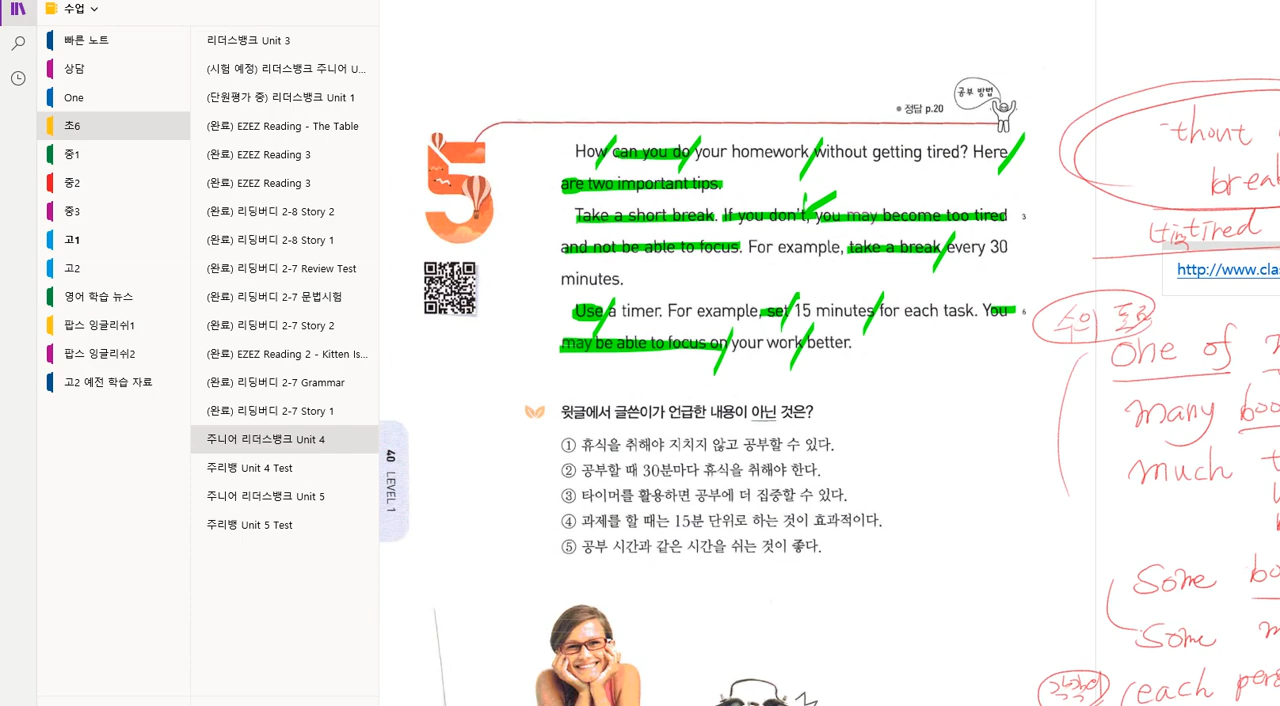 수업
빠른 노트
상담
One
초6
중1
중2
중3
고1
고2
영어 학습 뉴스
팝스 잉글리쉬1
팝스 잉글리쉬2
고2 예전 학습 자료
리더스뱅크 Unit 3
(시험 예정) 리더스뱅크 주니어 U...
(단원평가 중) 리더스뱅크 Unit 1
(완료) EZEZ Reading - The Table
(완료) EZEZ Reading 3
(완료) EZEZ Reading 3
(완료) 리딩버디 2-8 Story 2
(완료) 리딩버디 2-8 Story 1
(완료) 리딩버디 2-7 Review Test
(완료) 리딩버디 2-7 문법시험
(완료) 리딩버디 2-7 Story 2
(완료) EZEZ Reading 2 - Kitten Is...
(완료) 리딩버디 2-7 Grammar
(완료) 리딩버디 2-7 Story 1
주니어 리더스뱅크 Unit 4
주리뱅 Unit 4 Test
주니어 리더스뱅크 Unit 5
주리뱅 Unit 5 Test
40 LEVEL 1
공부 방법
● 정답 p.20
5
How can you do your homework without getting tired? Here
are two important tips.
Take a short break. If you don't, you may become too tired
3
and not be able to focus. For example, take a break every 30
minutes.
Use a timer. For example, set 15 minutes for each task. You
6
may be able to focus on your work better.
윗글에서 글쓴이가 언급한 내용이 아닌 것은?
① 휴식을 취해야 지치지 않고 공부할 수 있다.
② 공부할 때 30분마다 휴식을 취해야 한다.
③ 타이머를 활용하면 공부에 더 집중할 수 있다.
④ 과제를 할 때는 15분 단위로 하는 것이 효과적이다.
⑤ 공부 시간과 같은 시간을 쉬는 것이 좋다.
thout
brea
tired
http://www.cla
수의
one of
many boo
much
Some bo
Some m
each pers